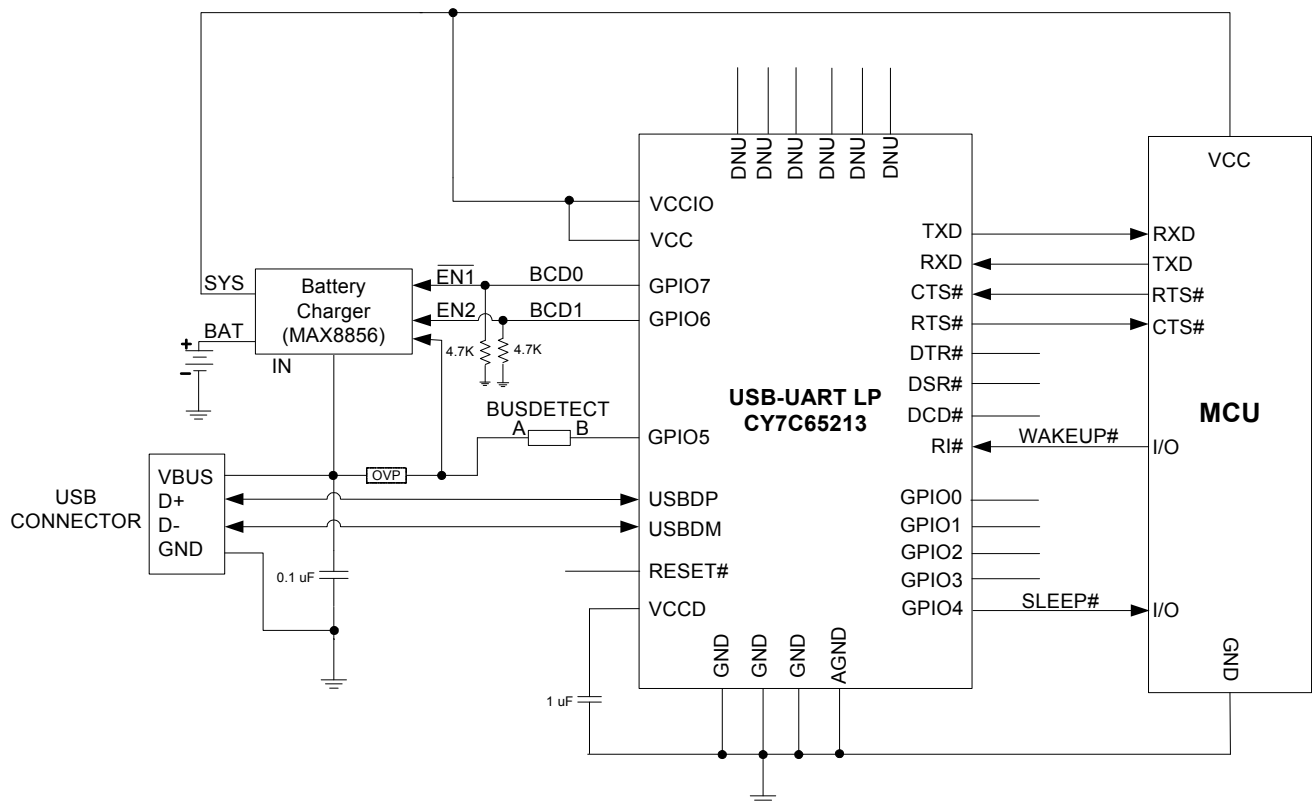 DNU
DNU
DNU
DNU
DNU
DNU
VCC
VCCIO
VCC
TXD
RXD
RXD
TXD
SYS
Battery
Charger
(MAX8856)
EN1
BCD0
GPIO7
CTS#
RTS#
EN2
BCD1
GPIO6
RTS#
CTS#
BAT
+
-
IN
4.7K
4.7K
DTR#
DSR#
DCD#
USB-UART LP
CY7C65213
MCU
BUSDETECT
A
B
GPIO5
RI#
WAKEUP#
I/O
USB
CONNECTOR
VBUS
D+
D-
GND
OVP
USBDP
USBDM
GPIO0
GPIO1
GPIO2
GPIO3
0.1 uF
RESET#
VCCD
GPIO4
SLEEP#
I/O
GND
GND
GND
AGND
GND
1 uF